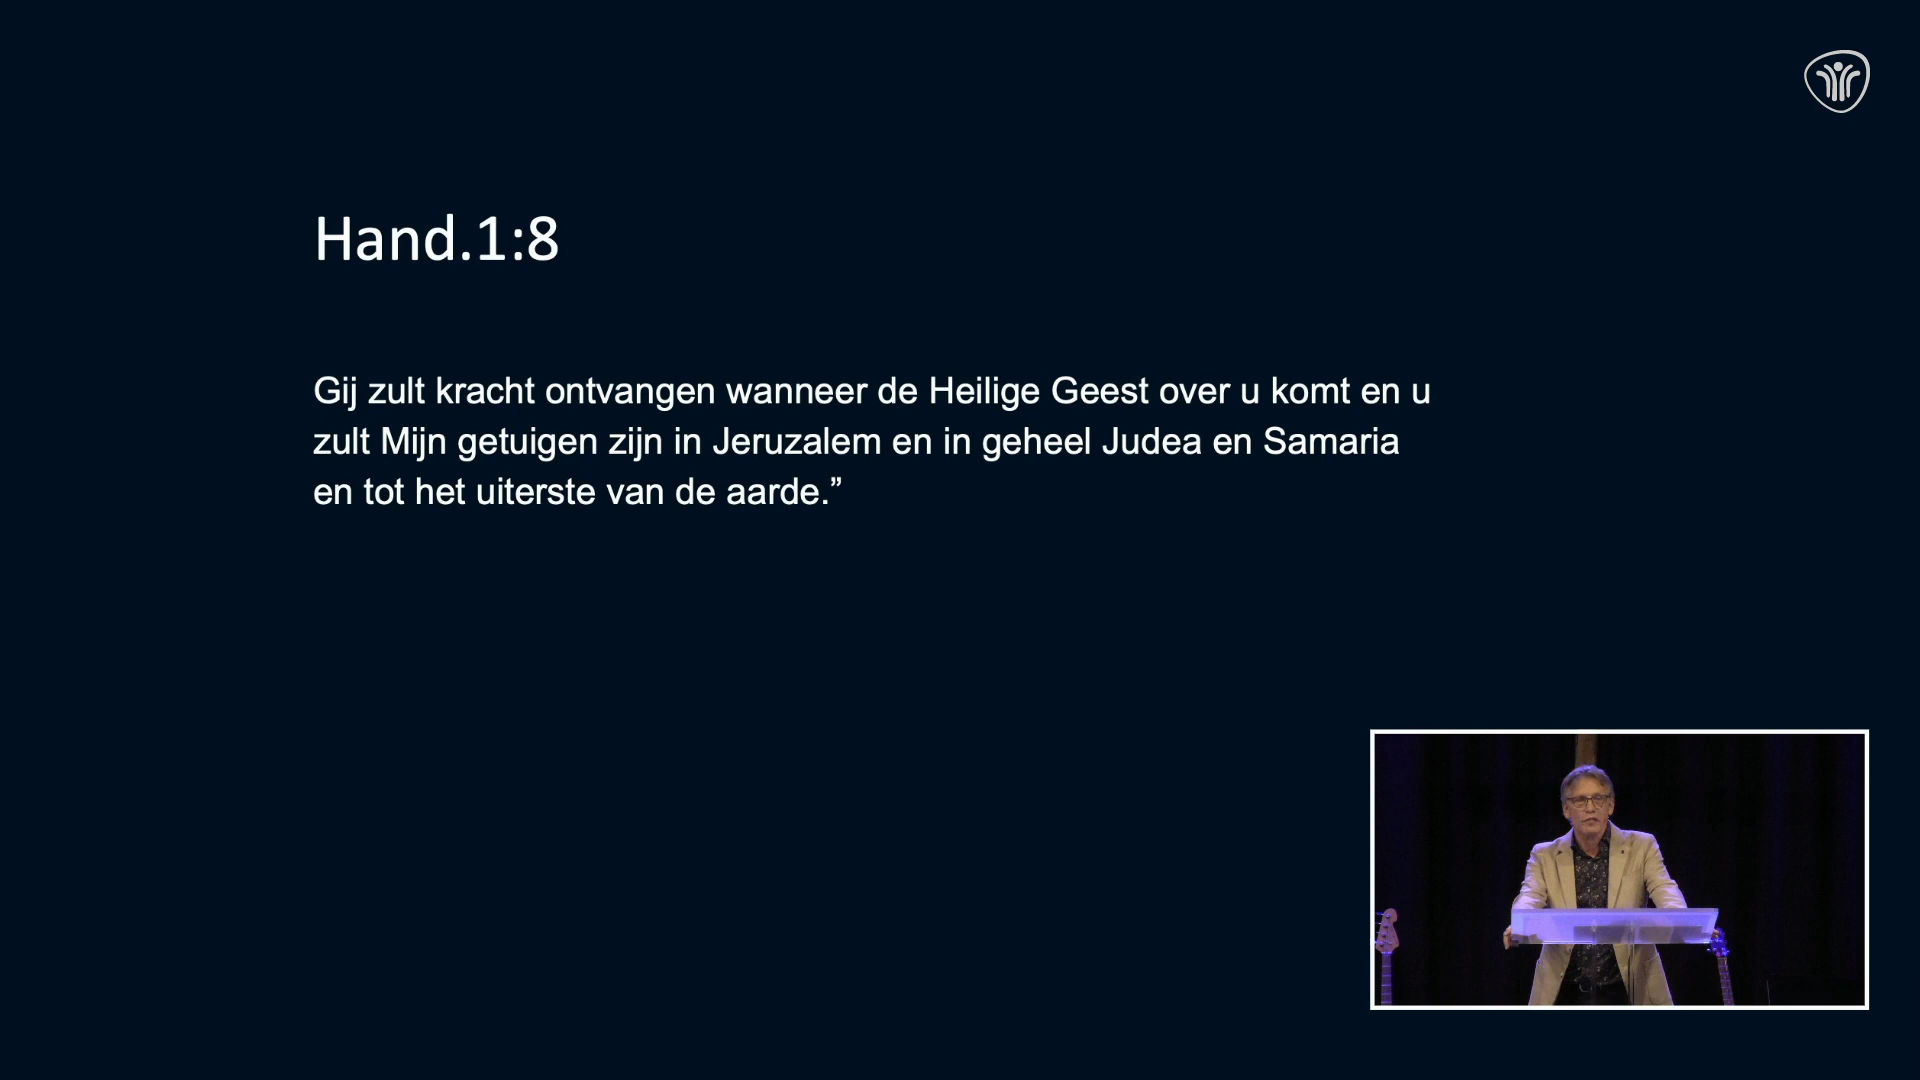 Hand.1:8
Gij zult kracht ontvangen wanneer de Heilige Geest over u komt en u
zult Mijn getuigen zijn in Jeruzalem en in geheel Judea en Samaria
en tot het uiterste van de aarde.”